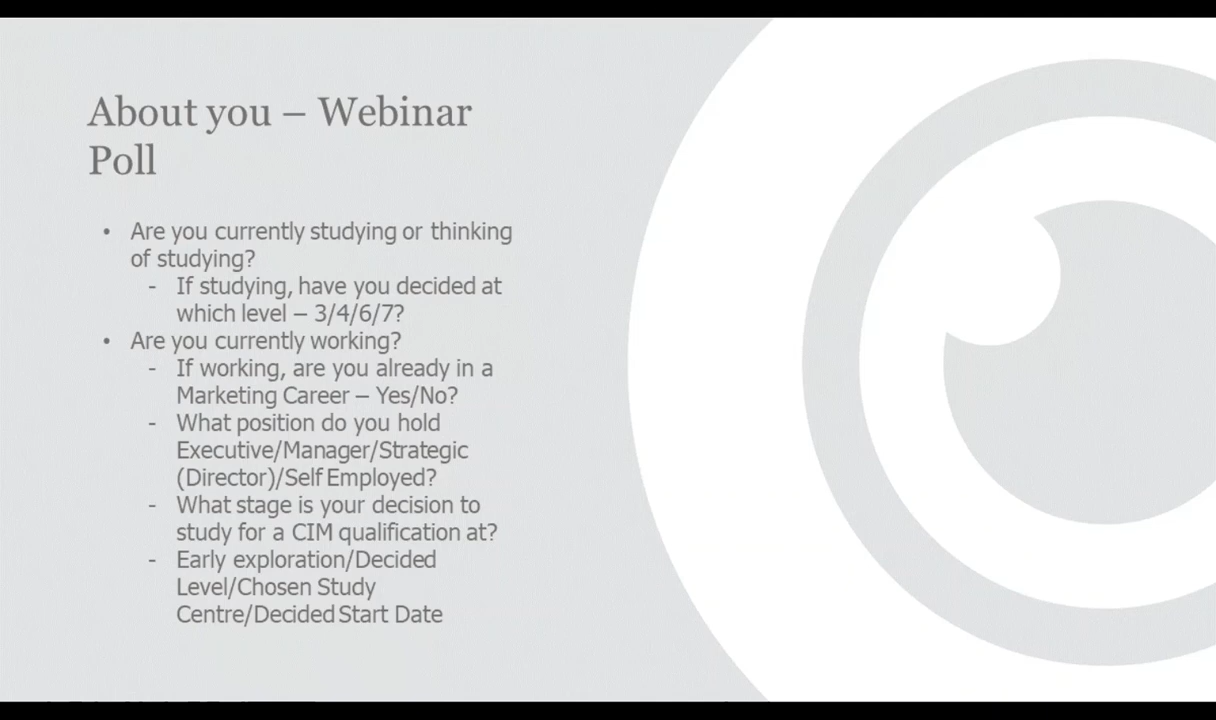 About you – Webinar
Poll
• Are you currently studying or thinking
of studying?
- If studying, have you decided at
which level – 3/4/6/7?
• Are you currently working?
- If working, are you already in a
Marketing Career – Yes/No?
- What position do you hold
Executive/Manager/Strategic
(Director)/Self Employed?
- What stage is your decision to
study for a CIM qualification at?
- Early exploration/Decided
Level/Chosen Study
Centre/Decided Start Date